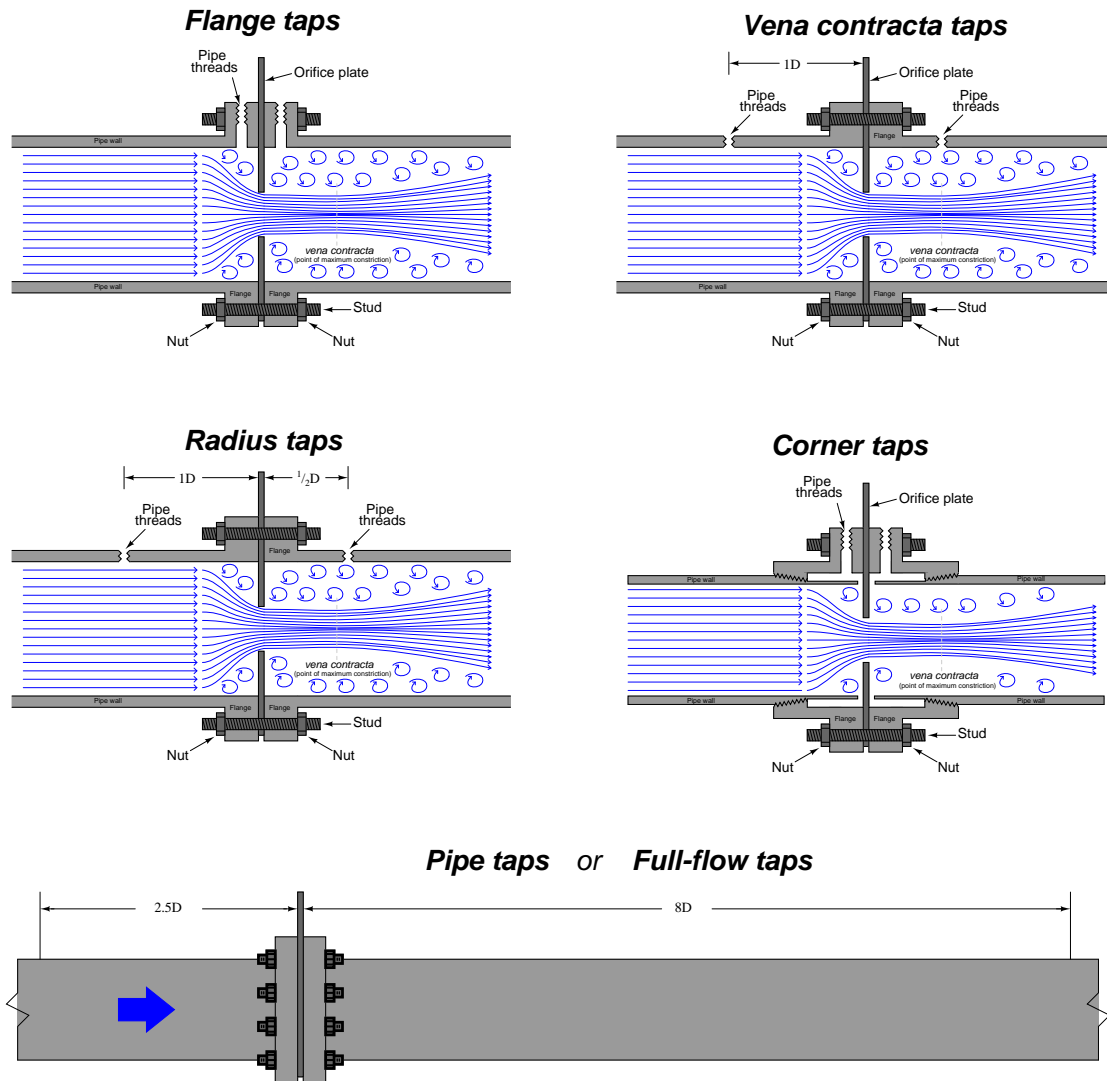 Flange taps
Pipe
threads
Orifice plate
Pipe wall
vena contracta
(point of maximum constriction)
Pipe wall
Flange
Flange
Stud
Nut
Nut
Vena contracta taps
1D
Orifice plate
Pipe
threads
Pipe
threads
Pipe wall
Flange
vena contracta
(point of maximum constriction)
Pipe wall
Flange
Flange
Stud
Nut
Nut
Radius taps
1D
1/2D
Pipe
threads
Pipe
threads
Pipe wall
Flange
vena contracta
(point of maximum constriction)
Pipe wall
Flange
Flange
Stud
Nut
Nut
Corner taps
Pipe
threads
Orifice plate
Pipe wall
Pipe wall
vena contracta
(point of maximum constriction)
Pipe wall
Pipe wall
Flange
Flange
Stud
Nut
Nut
Pipe taps or Full-flow taps
2.5D
8D